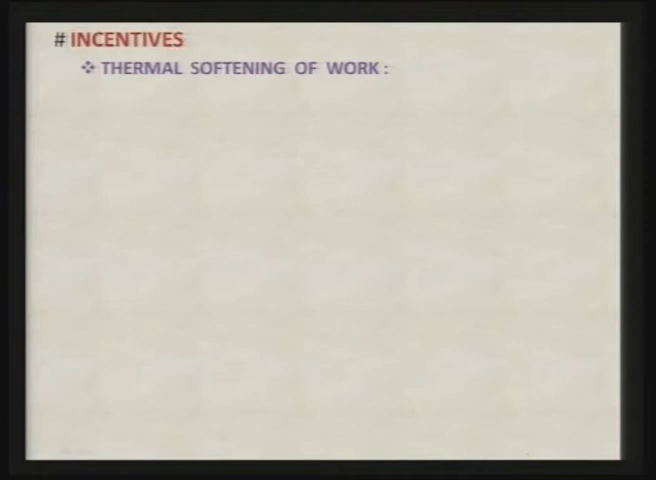 # INCENTIVES
❖ THERMAL SOFTENING OF WORK :